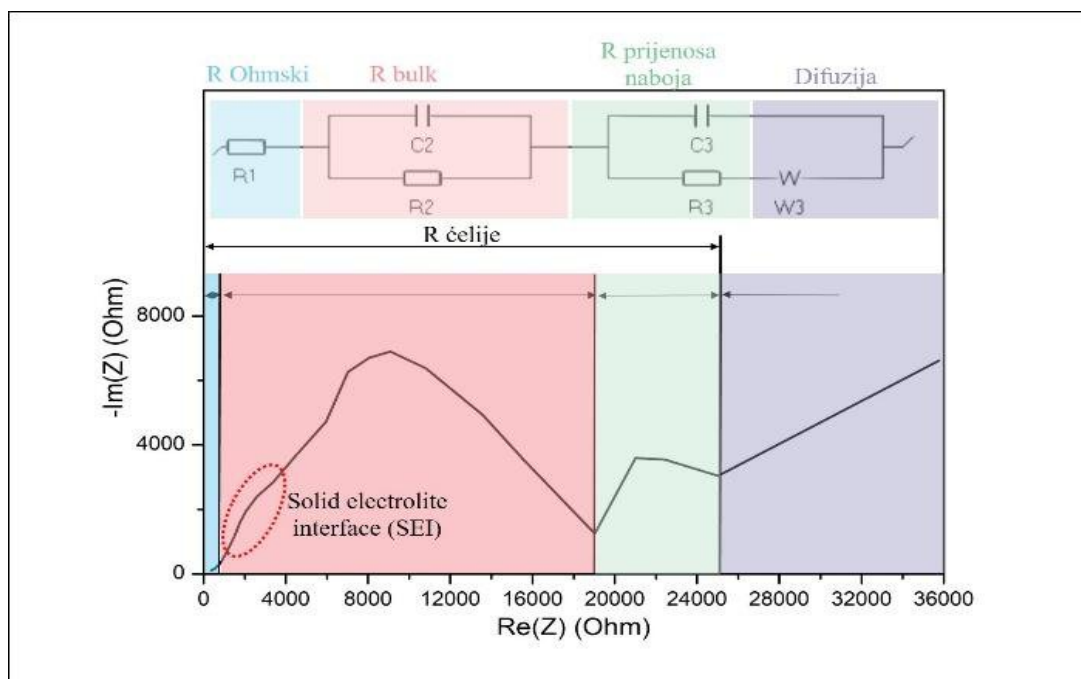 R prijenosa
naboja
R Ohmski
R bulk
Difuzija
C2
C3
R1
R2
R3
W
W3
R ćelije
8000
4000
0
-Im(Z) (Ohm)
Solid electrolite
interface (SEI)
0 4000 8000 12000 16000 20000 24000 28000 32000 36000
Re(Z) (Ohm)